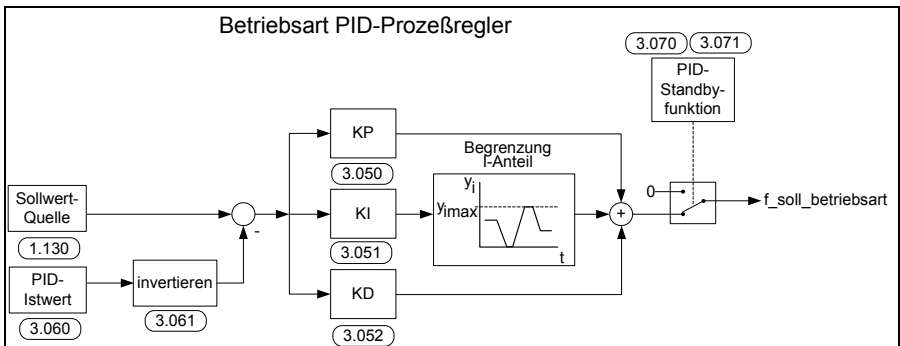 Betriebsart PID-Prozeßregler
3.070
3.071
PID-
Standby-
funktion
KP
3.050
Begrenzung
I-Anteil
yi
yimax
t
Sollwert-
Quelle
1.130
-
KI
3.051
+
0
f_soll_betriebsart
PID-
Istwert
3.060
invertieren
3.061
KD
3.052